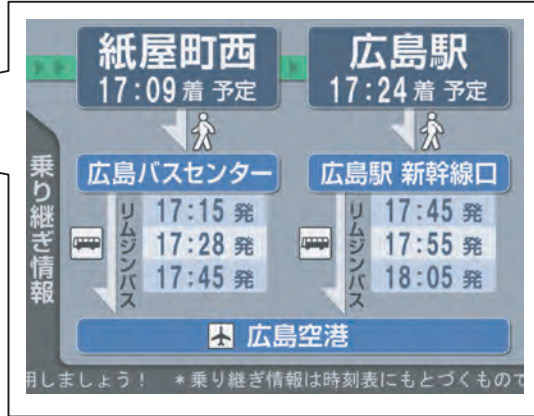 紙屋町西
17:09着 予定
広島駅
17:24着 予定
乗り継ぎ情報
広島バスセンター
リムジンバス
17:15 発
17:28 発
17:45 発
広島駅 新幹線口
リムジンバス
17:45 発
17:55 発
18:05 発
広島空港
用しましょう! *乗り継ぎ情報は時刻表にもとづくもので